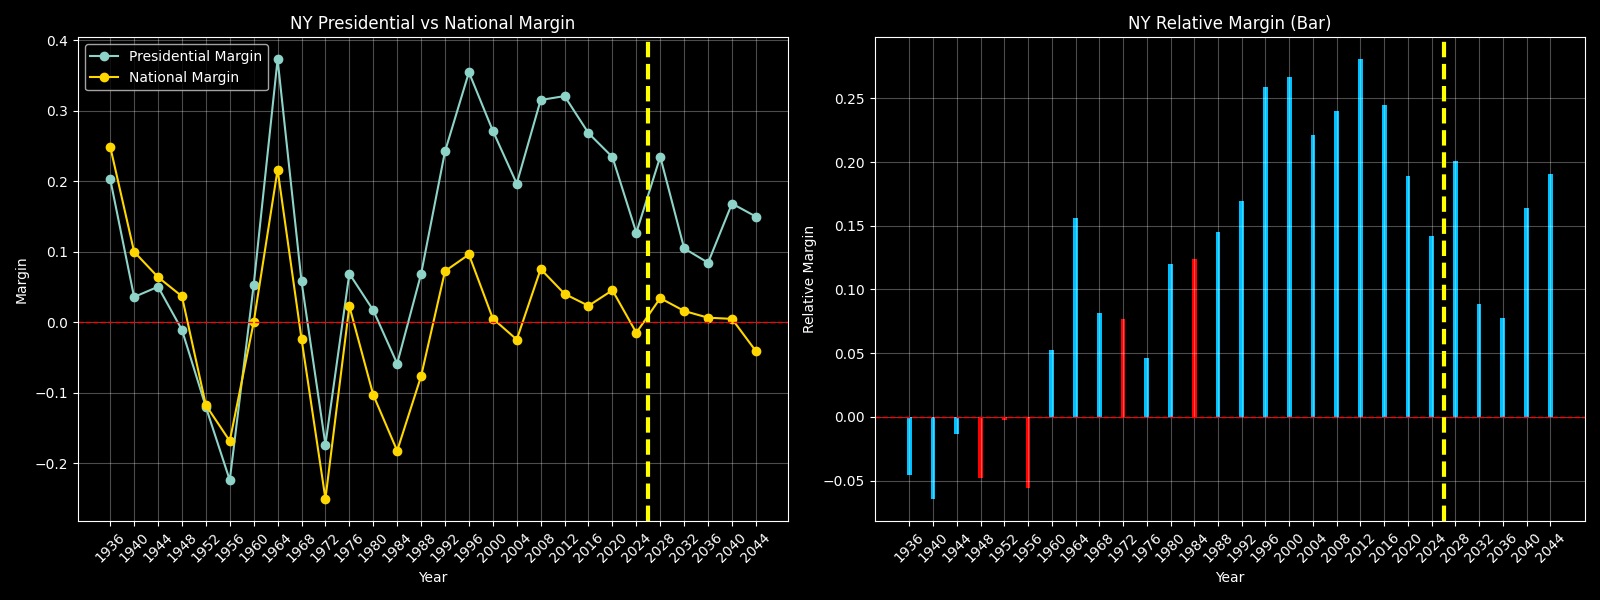 NY Presidential vs National Margin
Presidential Margin
National Margin
Margin
0.4
0.3
0.2
0.1
0.0
−0.1
−0.2
1936 1940 1944 1948 1952 1956 1960 1964 1968 1972 1976 1980 1984 1988 1992 1996 2000 2004 2008 2012 2016 2020 2024 2028 2032 2036 2040 2044
Year
NY Relative Margin (Bar)
Relative Margin
0.25
0.20
0.15
0.10
0.05
0.00
−0.05
1936 1940 1944 1948 1952 1956 1960 1964 1968 1972 1976 1980 1984 1988 1992 1996 2000 2004 2008 2012 2016 2020 2024 2028 2032 2036 2040 2044
Year